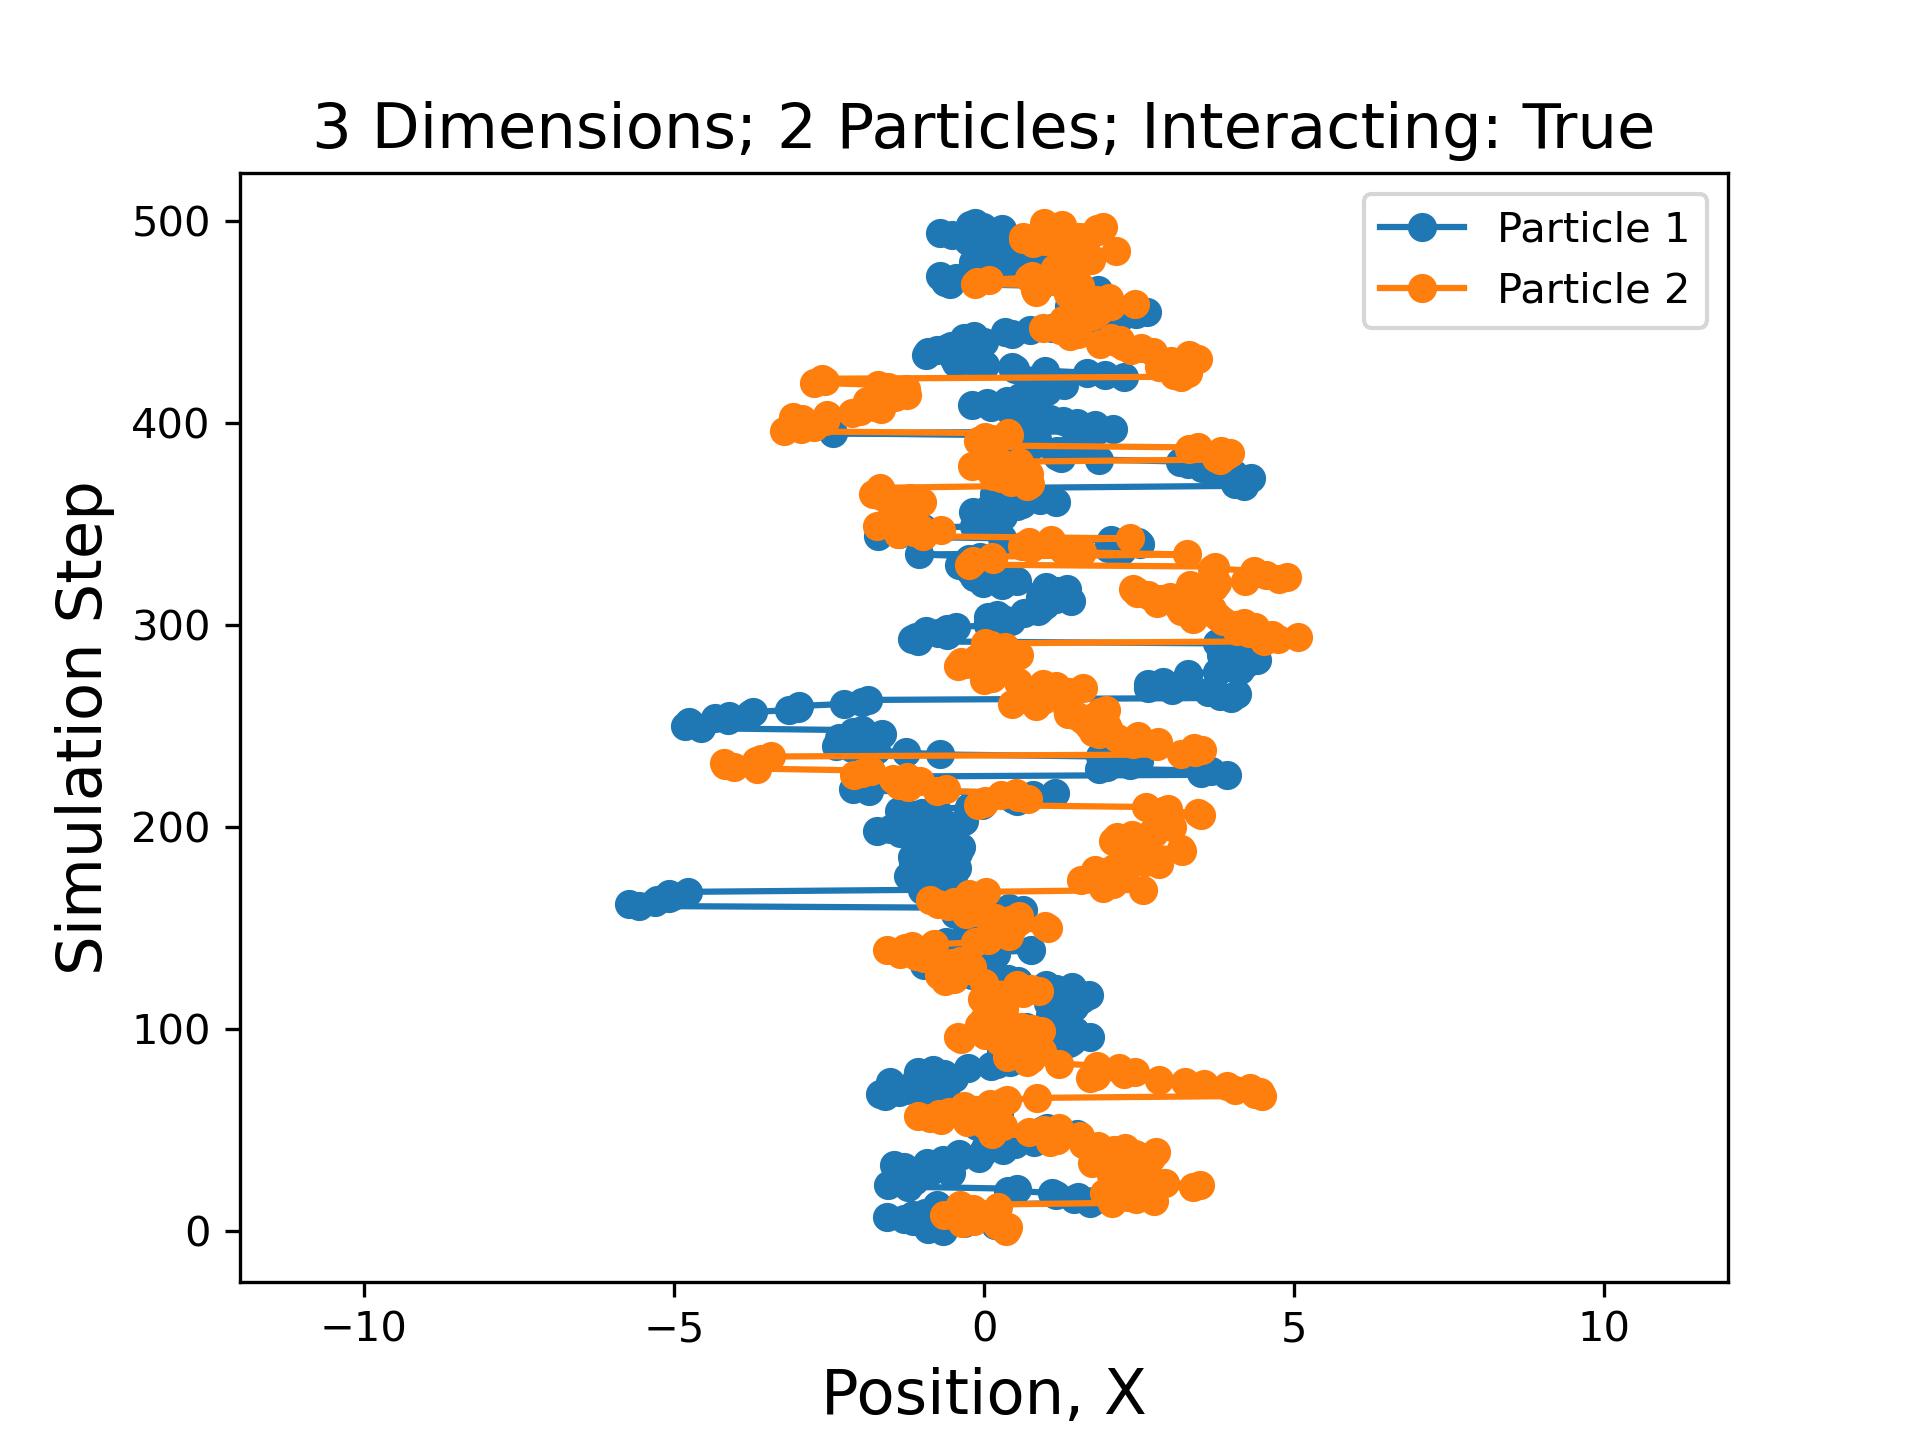 3 Dimensions; 2 Particles; Interacting: True
Particle 1
Particle 2
500
400
300
200
100
0
Simulation Step
−10
−5
0
5
10
Position, X